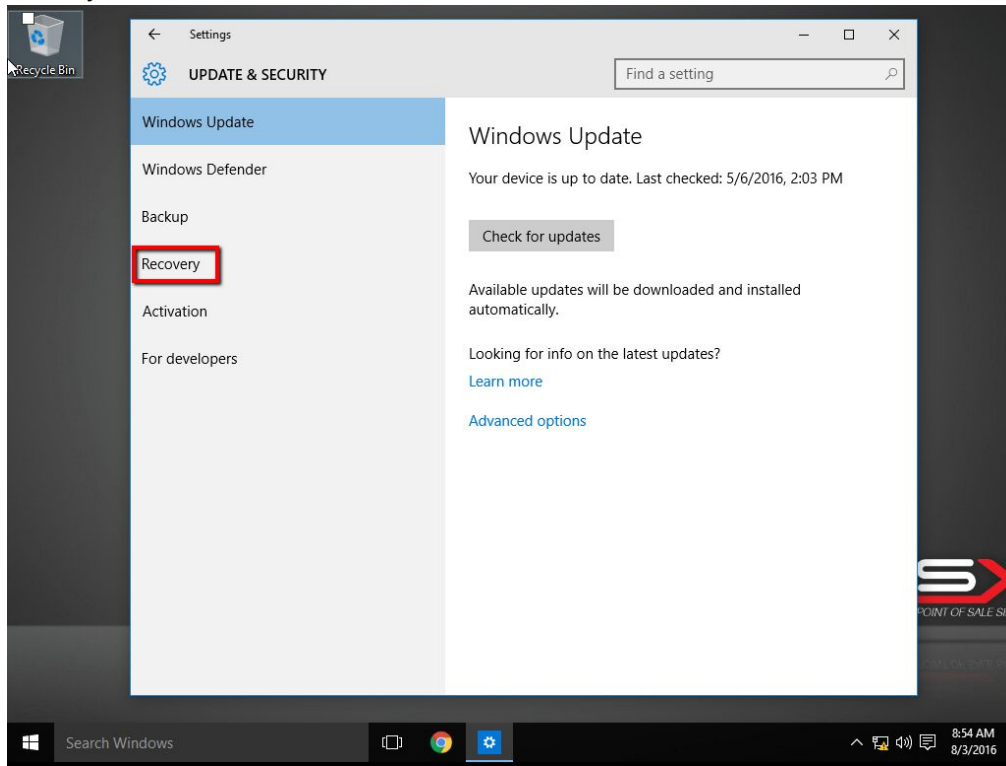 Recycle Bin
Settings
UPDATE & SECURITY
Find a setting
Windows Update
Windows Defender
Backup
Recovery
Activation
For developers
Windows Update
Your device is up to date. Last checked: 5/6/2016, 2:03 PM
Check for updates
Available updates will be downloaded and installed
automatically.
Looking for info on the latest updates?
Learn more
Advanced options
POINT OF SALE
Search Windows
8:54 AM
8/3/2016